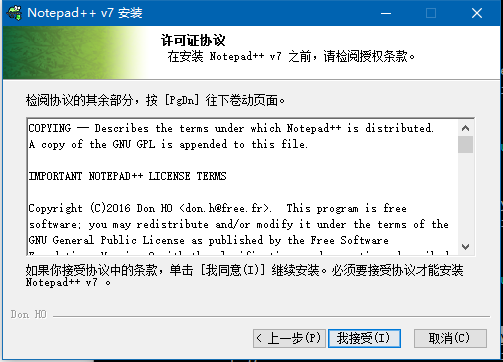 Notepad++ v7 安装
许可证协议
在安装 Notepad++ v7 之前，请检阅授权条款。
检阅协议的其余部分，按 [PgDn] 往下卷动页面。
COPYING -- Describes the terms under which Notepad++ is distributed.
A copy of the GNU GPL is appended to this file.
IMPORTANT NOTEPAD++ LICENSE TERMS
Copyright (C)2016 Don HO <don.h@free.fr>.  This program is free
software; you may redistribute and/or modify it under the terms of the
GNU General Public License as published by the Free Software
如果你接受协议中的条款，单击 [我同意(I)] 继续安装。必须要接受协议才能安装
Notepad++ v7 。
Don HO
< 上一步(P)
我接受(I)
取消(C)